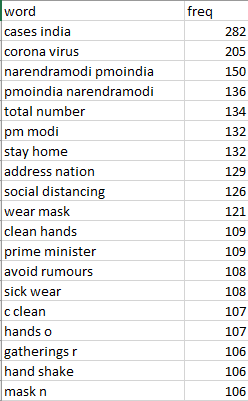 word freq
cases india 282
corona virus 205
narendramodi pmoindia 150
pmoindia narendramodi 136
total number 134
pm modi 132
stay home 132
address nation 129
social distancing 126
wear mask 121
clean hands 109
prime minister 109
avoid rumours 108
sick wear 108
c clean 107
hands o 107
gatherings r 106
hand shake 106
mask n 106